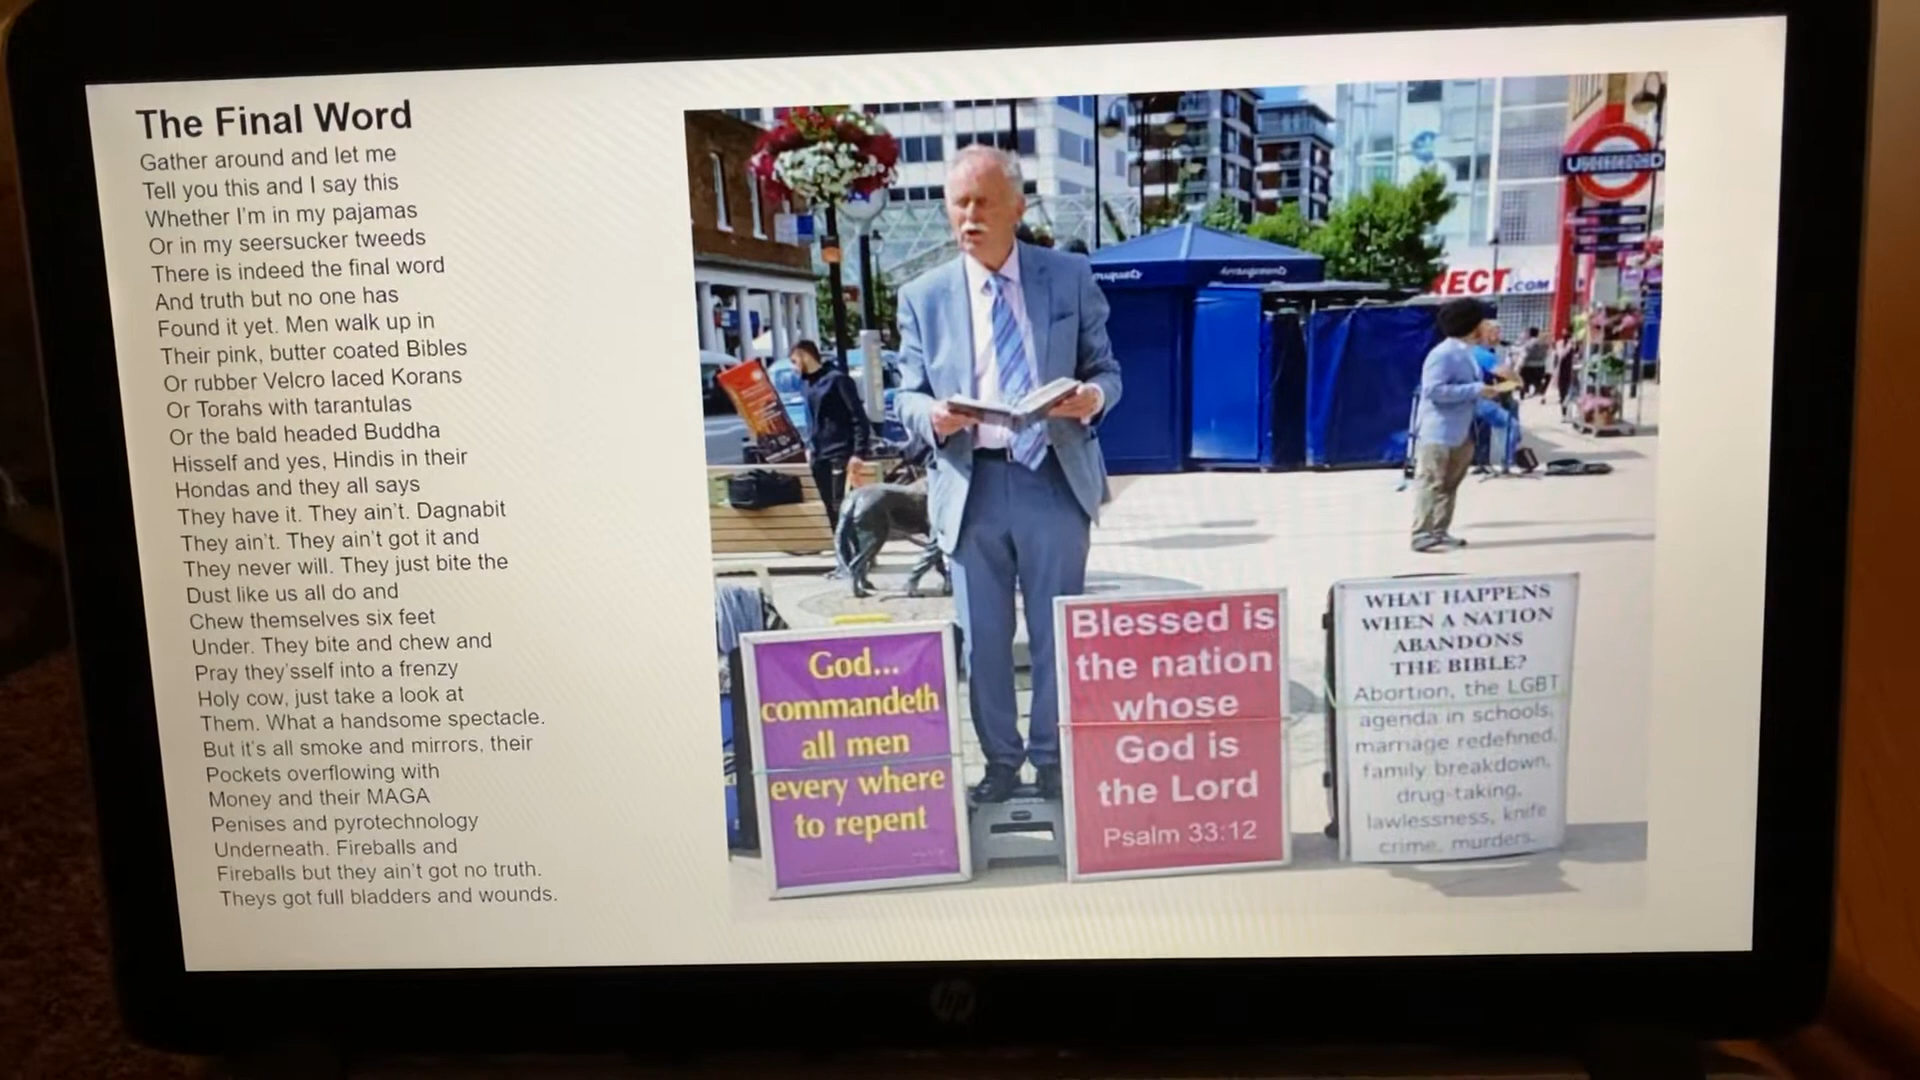 The Final Word
Gather around and let me
Tell you this and I say this
Whether I'm in my pajamas
Or in my seersucker tweeds
There is indeed the final word
And truth but no one has
Found it yet. Men walk up in
Their pink, butter coated Bibles
Or rubber Velcro laced Korans
Or Torahs with tarantulas
Or the bald headed Buddha
Hisself and yes, Hindis in their
Hondas and they all says
They have it. They ain't. Dagnabit
They ain't. They ain't got it and
They never will. They just bite the
Dust like us all do and
Chew themselves six feet
Under. They bite and chew and
Pray they'sself into a frenzy
Holy cow, just take a look at
Them. What a handsome spectacle.
But it's all smoke and mirrors, their
Pockets overflowing with
Money and their MAGA
Penises and pyrotechnology
Underneath. Fireballs and
Fireballs but they ain't got no truth.
Theys got full bladders and wounds.
Arrangements
RECT.COM
God...
commandeth
all men
every where
to repent
Blessed is
the nation
whose
God is
the Lord
Psalm 33:12
WHAT HAPPENS
WHEN A NATION
ABANDONS
THE BIBLE?
Abortion, the LGBT
agenda in schools,
marriage redefined,
family breakdown,
drug-taking,
lawlessness, knife
crime, murders.
hp